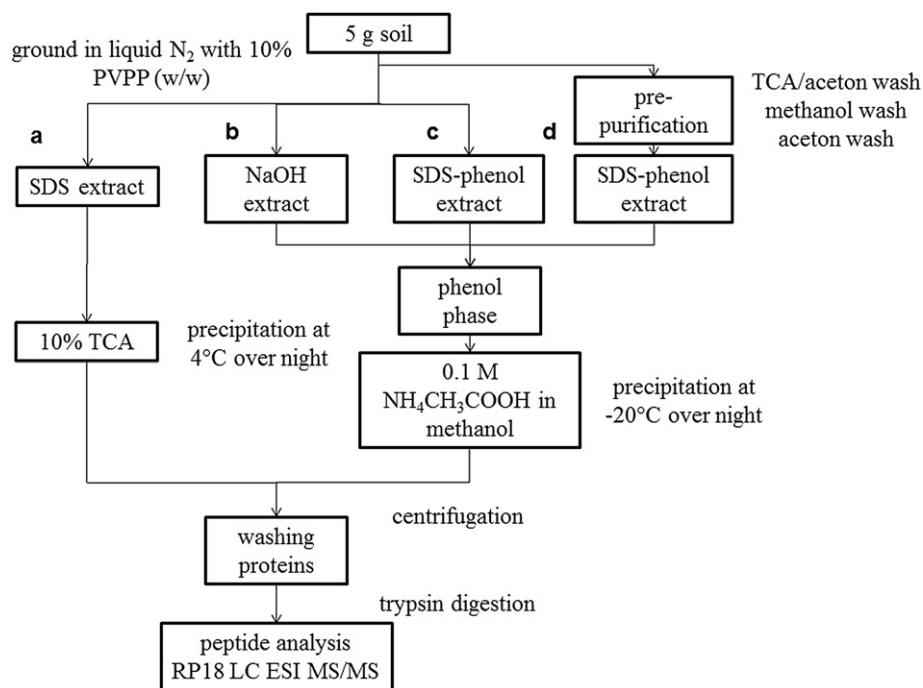 5 g soil
ground in liquid N₂ with 10%
PVPP (w/w)
TCA/aceton wash
methanol wash
aceton wash
pre-
purification
a
b
c
d
SDS extract
NaOH
extract
SDS-phenol
extract
SDS-phenol
extract
phenol
phase
10% TCA
precipitation at
4°C over night
0.1 M
NH₄CH₃COOH in
methanol
precipitation at
-20°C over night
centrifugation
washing
proteins
trypsin digestion
peptide analysis
RP18 LC ESI MS/MS